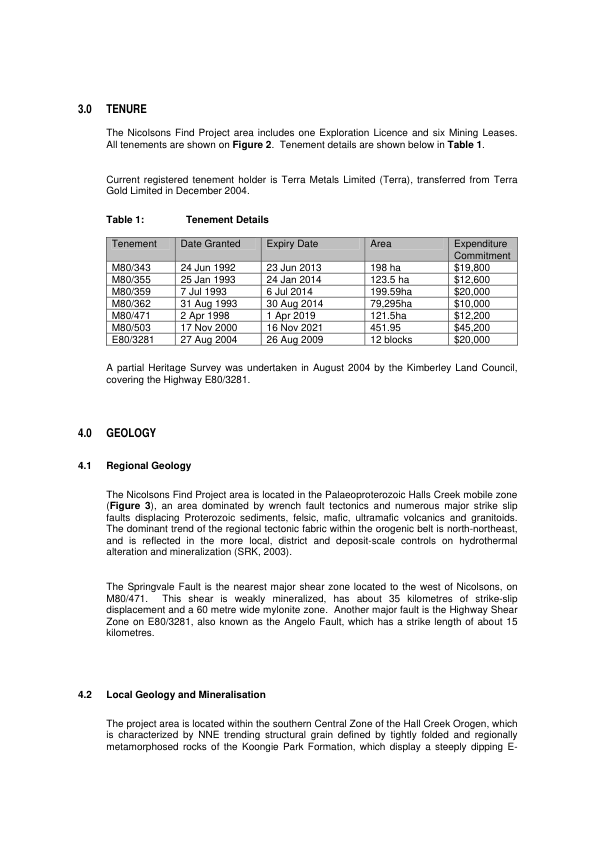 3.0 TENURE
The Nicolsons Find Project area includes one Exploration Licence and six Mining Leases.
All tenements are shown on Figure 2. Tenement details are shown below in Table 1.
Current registered tenement holder is Terra Metals Limited (Terra), transferred from Terra
Gold Limited in December 2004.
Table 1: Tenement Details
Tenement Date Granted Expiry Date Area Expenditure
Commitment
M80/343 24 Jun 1992 23 Jun 2013 198 ha $19,800
M80/355 25 Jan 1993 24 Jan 2014 123.5 ha $12,600
M80/359 7 Jul 1993 6 Jul 2014 199.59ha $20,000
M80/362 31 Aug 1993 30 Aug 2014 79,295ha $10,000
M80/471 2 Apr 1998 1 Apr 2019 121.5ha $12,200
M80/503 17 Nov 2000 16 Nov 2021 451.95 $45,200
E80/3281 27 Aug 2004 26 Aug 2009 12 blocks $20,000
A partial Heritage Survey was undertaken in August 2004 by the Kimberley Land Council,
covering the Highway E80/3281.
4.0 GEOLOGY
4.1 Regional Geology
The Nicolsons Find Project area is located in the Palaeoproterozoic Halls Creek mobile zone
(Figure 3), an area dominated by wrench fault tectonics and numerous major strike slip
faults displacing Proterozoic sediments, felsic, mafic, ultramafic volcanics and granitoids.
The dominant trend of the regional tectonic fabric within the orogenic belt is north-northeast,
and is reflected in the more local, district and deposit-scale controls on hydrothermal
alteration and mineralization (SRK, 2003).
The Springvale Fault is the nearest major shear zone located to the west of Nicolsons, on
M80/471. This shear is weakly mineralized, has about 35 kilometres of strike-slip
displacement and a 60 metre wide mylonite zone. Another major fault is the Highway Shear
Zone on E80/3281, also known as the Angelo Fault, which has a strike length of about 15
kilometres.
4.2 Local Geology and Mineralisation
The project area is located within the southern Central Zone of the Hall Creek Orogen, which
is characterized by NNE trending structural grain defined by tightly folded and regionally
metamorphosed rocks of the Koongie Park Formation, which display a steeply dipping E-